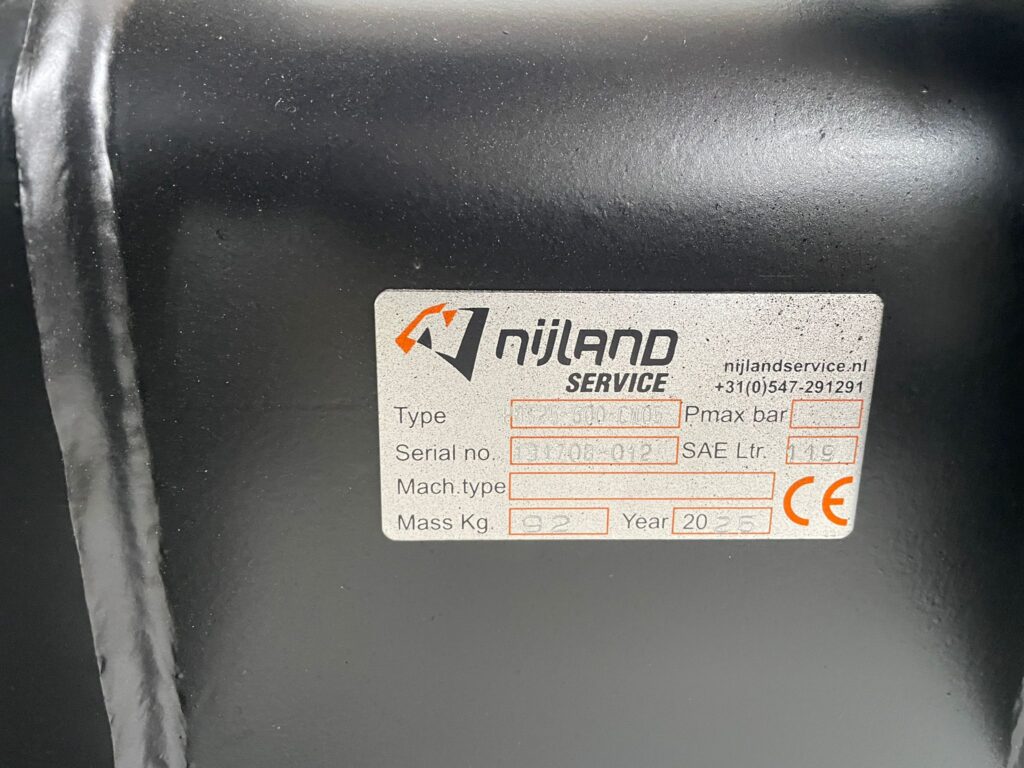 nijLAND
SERVICE
nijlandservice.nl
+31(0)547-291291
Type Pmax bar
Serial no. SAE Ltr. 119
Mach.type
Mass Kg. 92 Year 2025
CE